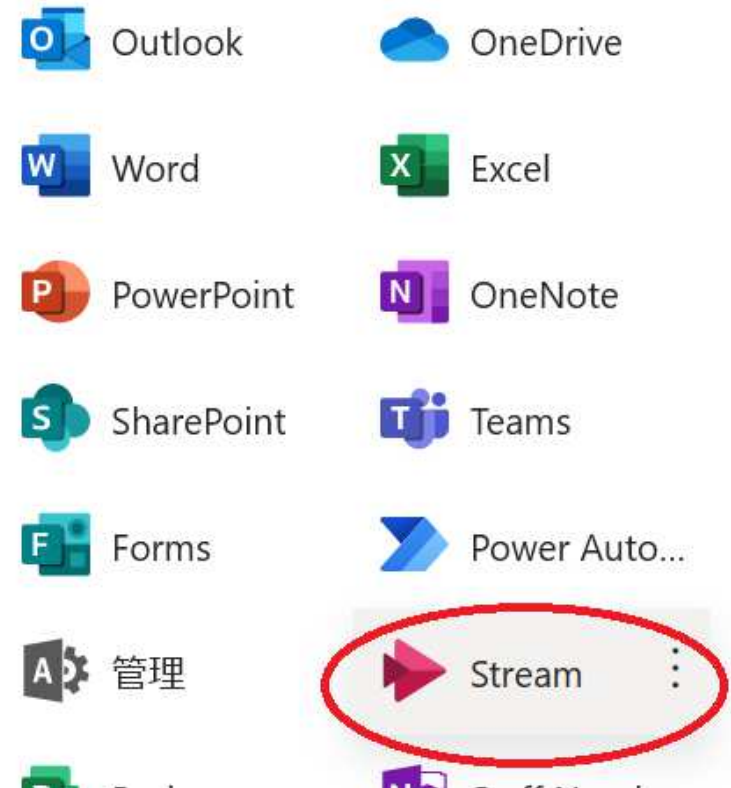 Outlook
OneDrive
Word
Excel
PowerPoint
OneNote
SharePoint
Teams
Forms
Power Auto...
管理
Stream